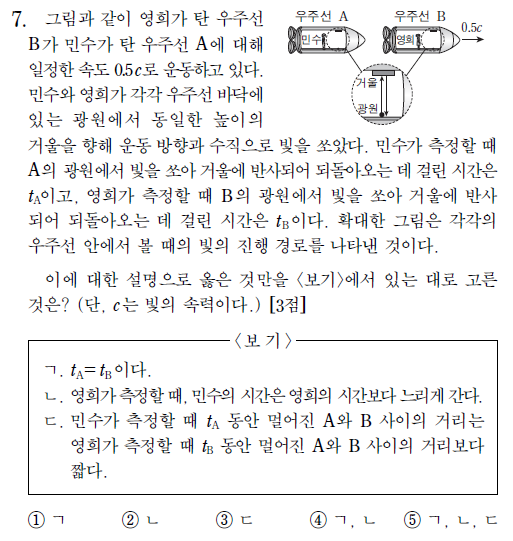 7. 그림과 같이 영희가 탄 우주선
B가 민수가 탄 우주선 A에 대해
일정한 속도 0.5c로 운동하고 있다.
민수와 영희가 각각 우주선 바닥에
있는 광원에서 동일한 높이의
우주선 A 우주선 B
민수 영희 0.5c
거울
광원
거울을 향해 운동 방향과 수직으로 빛을 쏘았다. 민수가 측정할 때
A의 광원에서 빛을 쏘아 거울에 반사되어 되돌아오는 데 걸린 시간은
tA이고, 영희가 측정할 때 B의 광원에서 빛을 쏘아 거울에 반사
되어 되돌아오는 데 걸린 시간은 tB이다. 확대한 그림은 각각의
우주선 안에서 볼 때의 빛의 진행 경로를 나타낸 것이다.
이에 대한 설명으로 옳은 것만을 <보기>에서 있는 대로 고른
것은? (단, c는 빛의 속력이다.) [3점]
<보 기>
ㄱ. tA= tB이다.
ㄴ. 영희가 측정할 때, 민수의 시간은 영희의 시간보다 느리게 간다.
ㄷ. 민수가 측정할 때 tA 동안 멀어진 A와 B 사이의 거리는
영희가 측정할 때 tB 동안 멀어진 A와 B 사이의 거리보다
짧다.
① ㄱ ② ㄴ ③ ㄷ ④ ㄱ, ㄴ ⑤ ㄱ, ㄴ, ㄷ